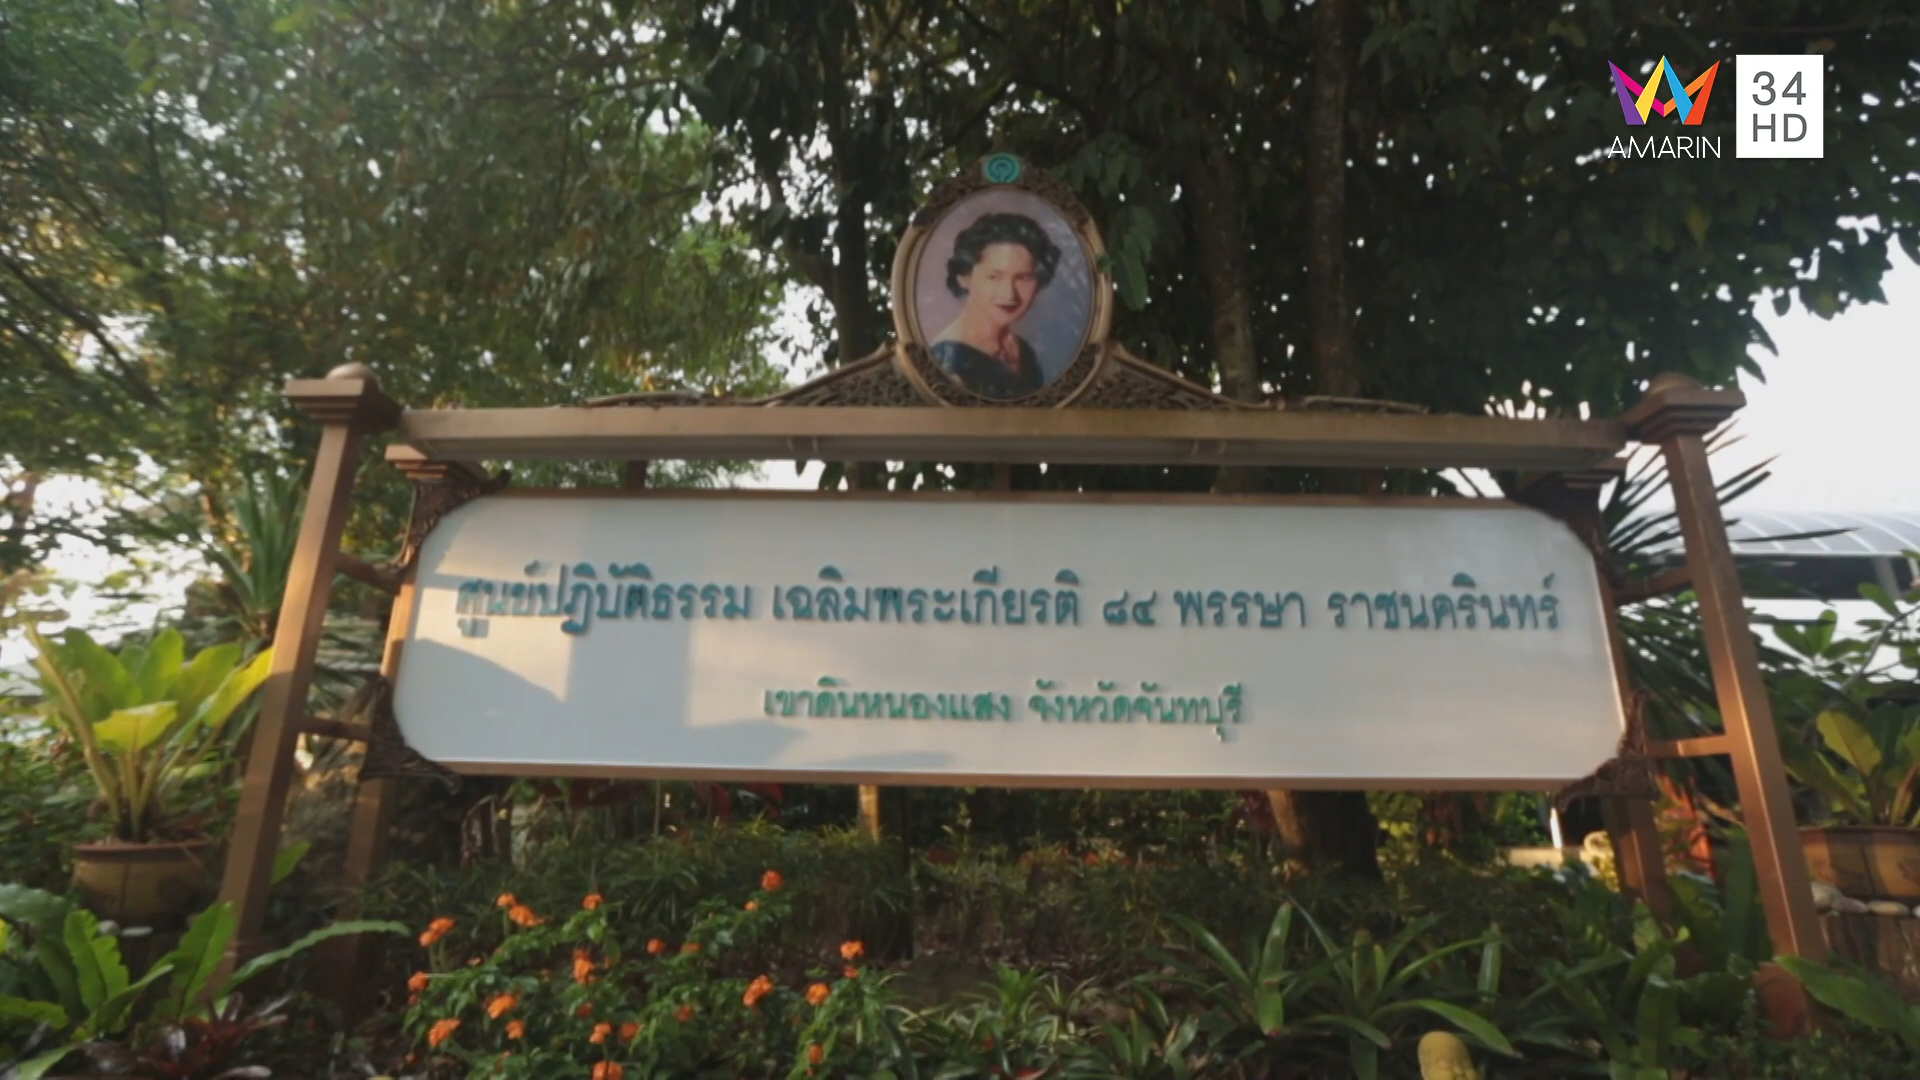 AMARIN
34
HD
ศูนย์ปฏิบัติธรรม เฉลิมพระเกียรติ ๘๔ พรรษา ราชนครินทร์
เขาดินหนองแสง จังหวัดจันทบุรี